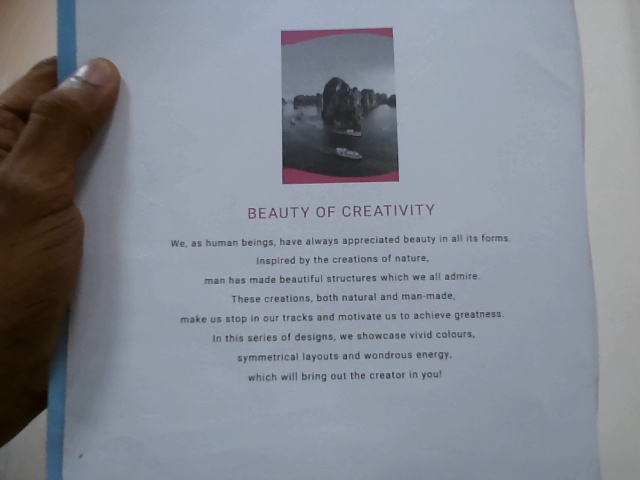 BEAUTY OF CREATIVITY
We, as human beings, have always appreciated beauty in all its forms.
Inspired by the creations of nature,
man has made beautiful structures which we all admire.
These creations, both natural and man-made,
make us stop in our tracks and motivate us to achieve greatness.
In this series of designs, we showcase vivid colours,
symmetrical layouts and wondrous energy,
which will bring out the creator in you!